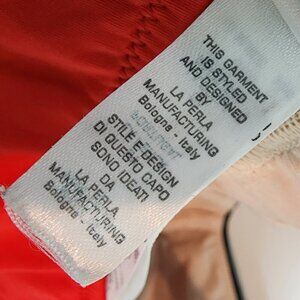 THIS GARMENT
IS STYLED
AND DESIGNED
BY
LA PERLA
MANUFACTURING
Bologna - Italy
STILE E DESIGN
DI QUESTO CAPO
SONO IDEATI
DA
LA PERLA
MANUFACTURING
Bologna - Italy